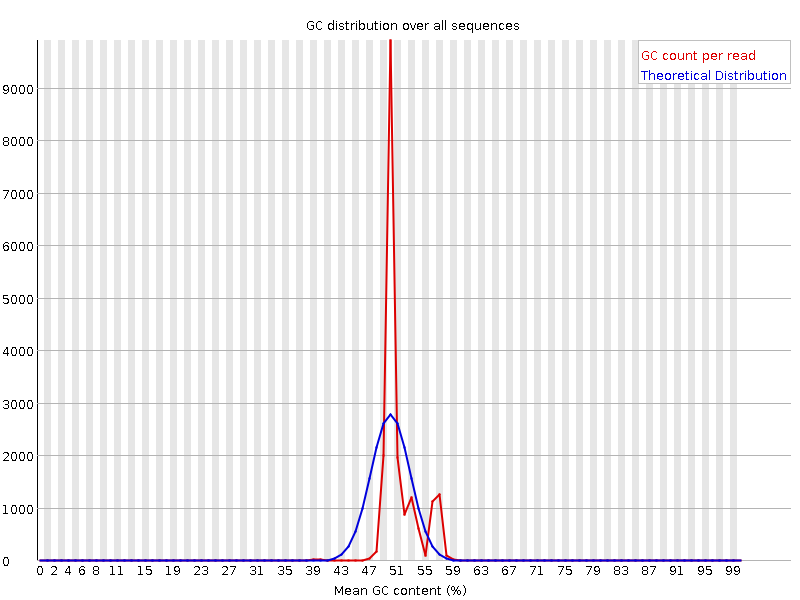 GC distribution over all sequences
GC count per read
Theoretical Distribution
9000
8000
7000
6000
5000
4000
3000
2000
1000
0
0 2 4 6 8 11 15 19 23 27 31 35 39 43 47 51 55 59 63 67 71 75 79 83 87 91 95 99
Mean GC content (%)